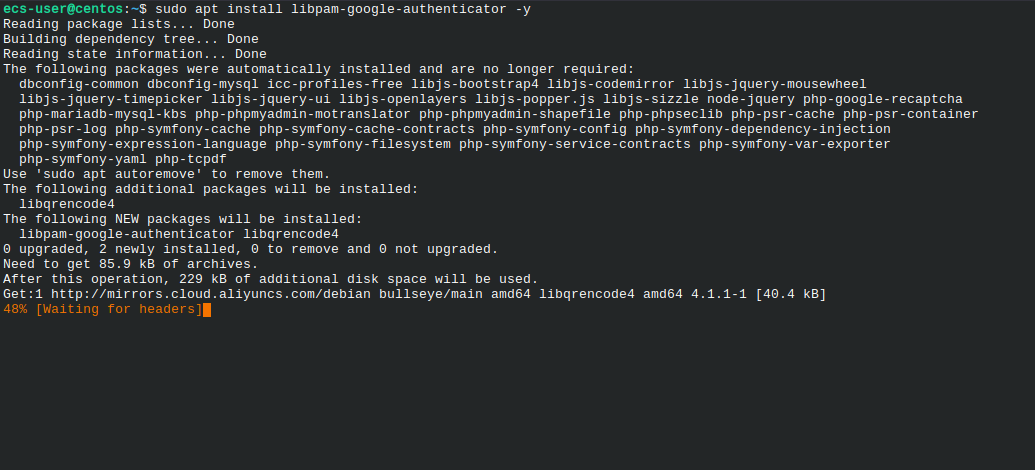 ecs-user@centos:~$ sudo apt install libpam-google-authenticator -y
Reading package lists... Done
Building dependency tree... Done
Reading state information... Done
The following packages were automatically installed and are no longer required:
  dbconfig-common dbconfig-mysql icc-profiles-free libjs-bootstrap4 libjs-codemirror libjs-jquery-mousewheel
  libjs-jquery-timepicker libjs-jquery-ui libjs-openlayers libjs-popper.js libjs-sizzle node-jquery php-google-recaptcha
  php-mariadb-mysql-kbs php-phpmyadmin-motranslator php-phpmyadmin-shapefile php-phpseclib php-psr-cache php-psr-container
  php-psr-log php-symfony-cache php-symfony-cache-contracts php-symfony-config php-symfony-dependency-injection
  php-symfony-expression-language php-symfony-filesystem php-symfony-service-contracts php-symfony-var-exporter
  php-symfony-yaml php-tcpdf
Use 'sudo apt autoremove' to remove them.
The following additional packages will be installed:
  libqrencode4
The following NEW packages will be installed:
  libpam-google-authenticator libqrencode4
0 upgraded, 2 newly installed, 0 to remove and 0 not upgraded.
Need to get 85.9 kB of archives.
After this operation, 229 kB of additional disk space will be used.
Get:1 http://mirrors.cloud.aliyuncs.com/debian bullseye/main amd64 libqrencode4 amd64 4.1.1-1 [40.4 kB]
48% [Waiting for headers]